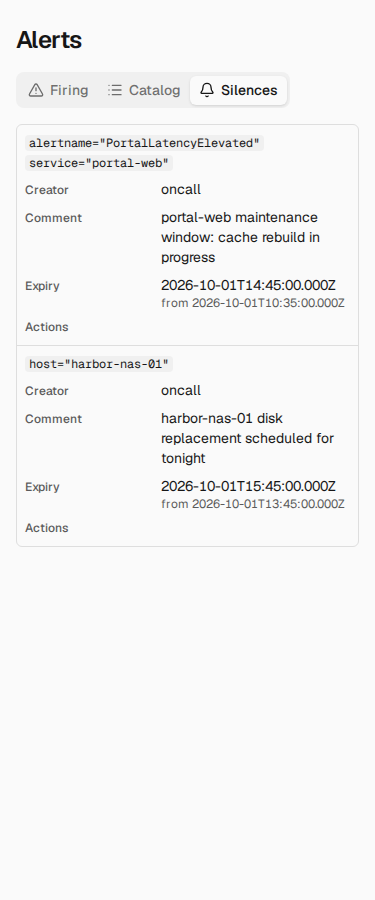 Alerts
Firing
Catalog
Silences
alertname="PortalLatencyElevated"
service="portal-web"
Creator
oncall
Comment
portal-web maintenance
window: cache rebuild in
progress
Expiry
2026-10-01T14:45:00.000Z
from 2026-10-01T10:35:00.000Z
Actions
host="harbor-nas-01"
Creator
oncall
Comment
harbor-nas-01 disk
replacement scheduled for
tonight
Expiry
2026-10-01T15:45:00.000Z
from 2026-10-01T13:45:00.000Z
Actions